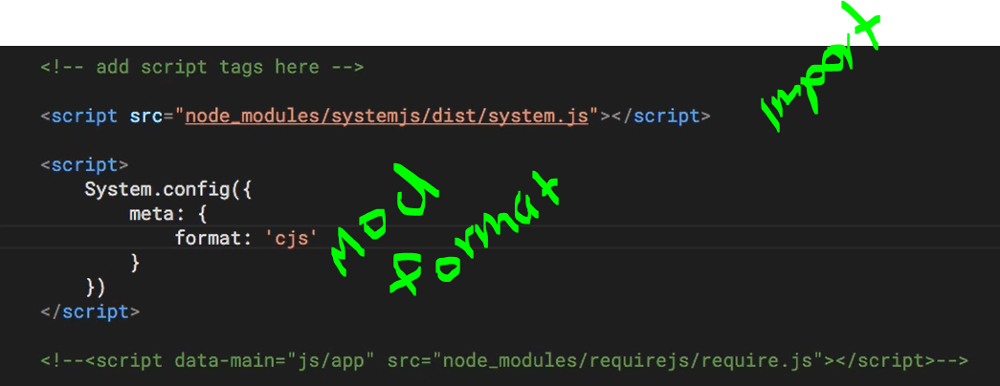 <!-- add script tags here -->
Import
<script src="node_modules/systemjs/dist/system.js"></script>
<script>
System.config({
meta: {
format: 'cjs'
Mod
Format
}
})
</script>
<!--<script data-main="js/app" src="node_modules/requirejs/require.js"></script>-->